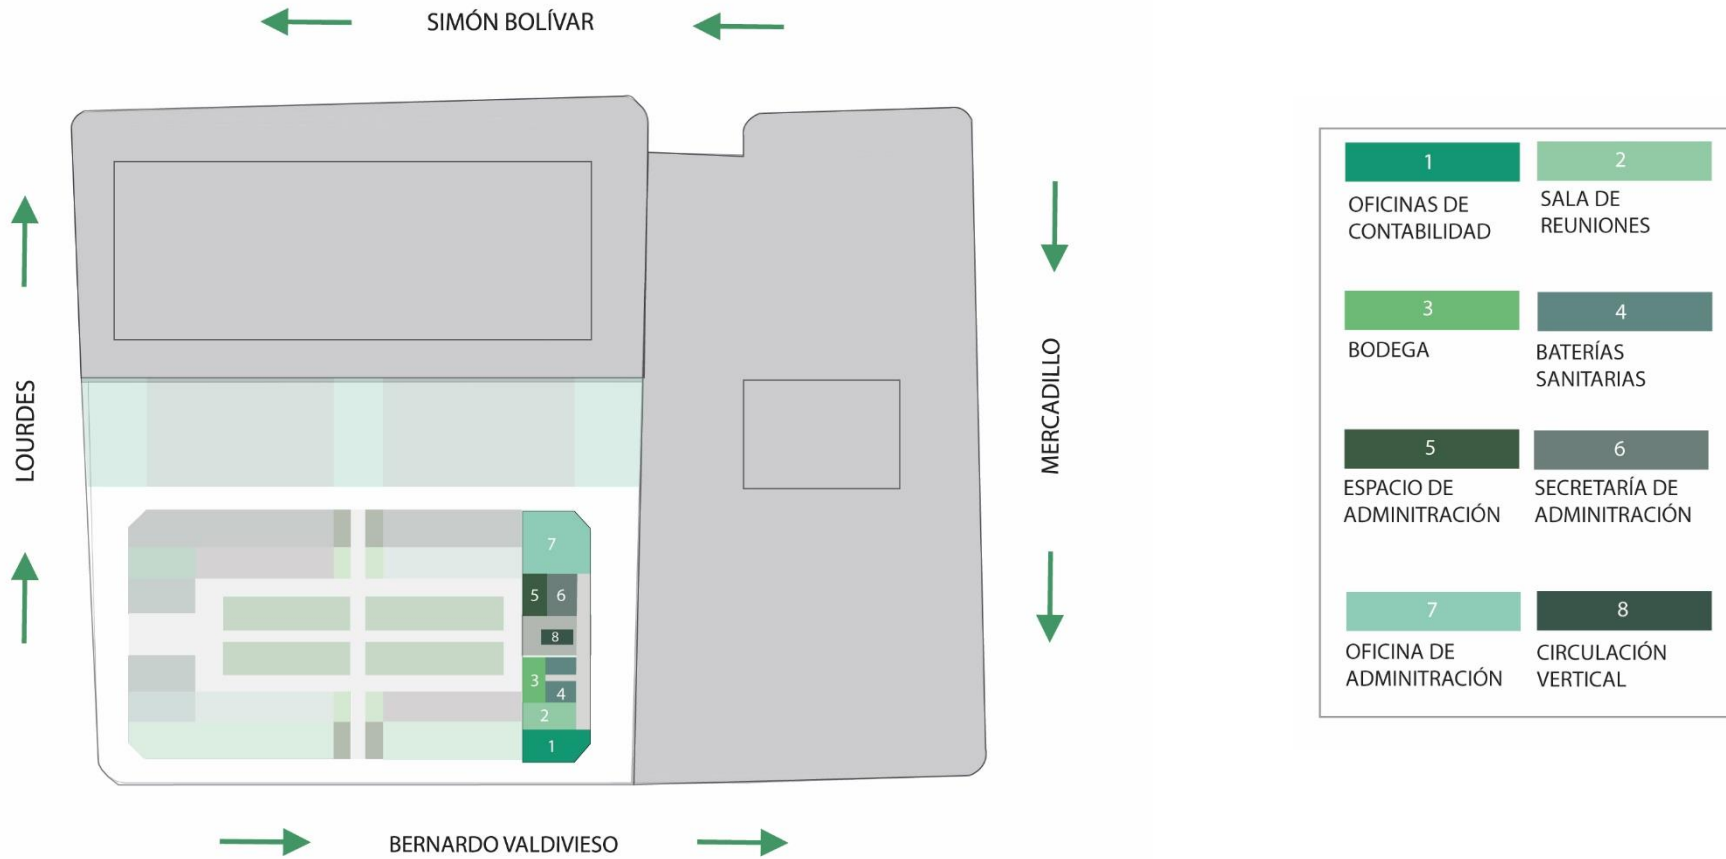 SIMÓN BOLÍVAR
LOURDES
MERCADILLO
7
5 6
8
3
4
2
1
BERNARDO VALDIVIESO
1
OFICINAS DE
CONTABILIDAD
2
SALA DE
REUNIONES
3
BODEGA
4
BATERÍAS
SANITARIAS
5
ESPACIO DE
ADMINITRACIÓN
6
SECRETARÍA DE
ADMINITRACIÓN
7
OFICINA DE
ADMINITRACIÓN
8
CIRCULACIÓN
VERTICAL